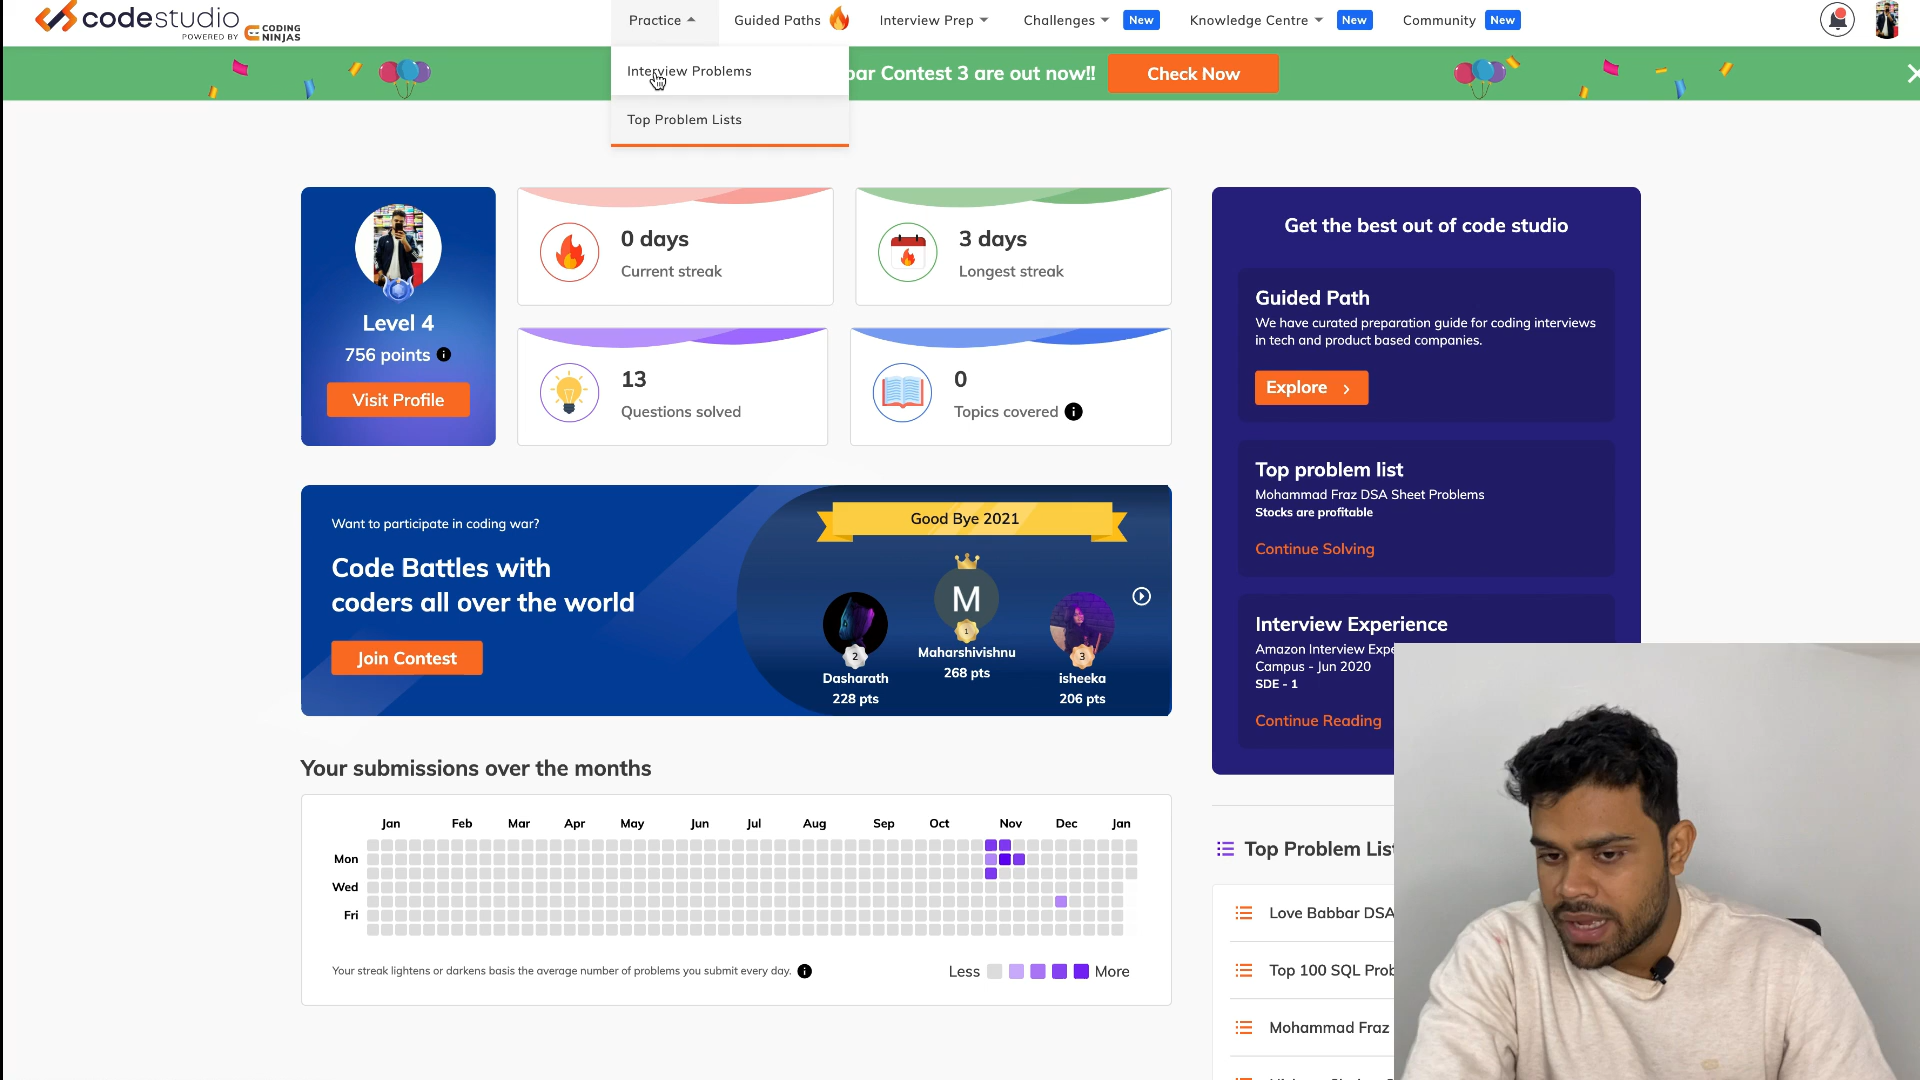 codestudio
POWERED BY CODING NINJAS
Practice
Guided Paths
Interview Prep
Challenges
New
Knowledge Centre
New
Community
New
Interview Problems
Top Problem Lists
bar Contest 3 are out now!!
Check Now
Level 4
756 points
Visit Profile
0 days
Current streak
3 days
Longest streak
13
Questions solved
0
Topics covered
Want to participate in coding war?
Code Battles with
coders all over the world
Join Contest
Good Bye 2021
M
1
Maharshivishnu
268 pts
2
Dasharath
228 pts
3
isheeka
206 pts
Get the best out of code studio
Guided Path
We have curated preparation guide for coding interviews
in tech and product based companies.
Explore
Top problem list
Mohammad Fraz DSA Sheet Problems
Stocks are profitable
Continue Solving
Interview Experience
Amazon Interview Expe
Campus - Jun 2020
SDE - 1
Continue Reading
Your submissions over the months
Jan Feb Mar Apr May Jun Jul Aug Sep Oct Nov Dec Jan
Mon
Wed
Fri
Your streak lightens or darkens basis the average number of problems you submit every day.
Less
More
Top Problem List
Love Babbar DSA
Top 100 SQL Prob
Mohammad Fraz